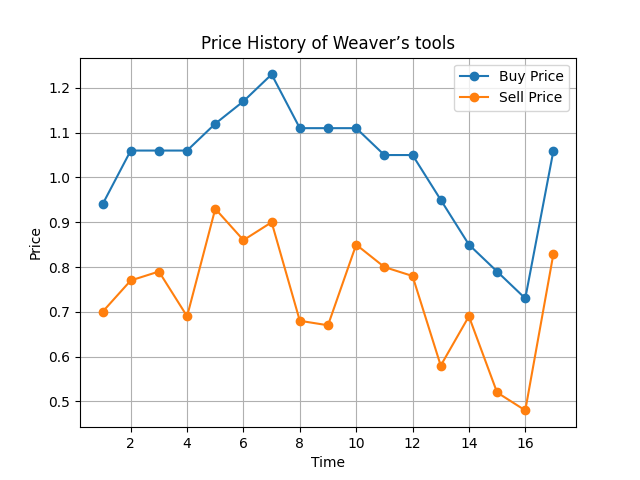 Price History of Weaver’s tools
Buy Price
Sell Price
Price
1.2
1.1
1.0
0.9
0.8
0.7
0.6
0.5
2 4 6 8 10 12 14 16
Time